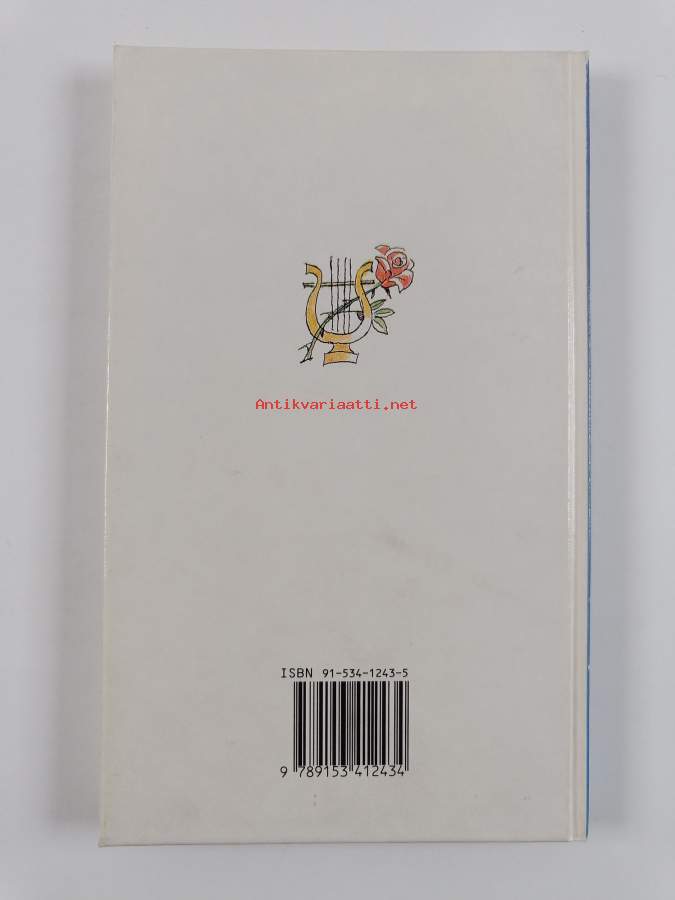 Antikvariaatti.net
ISBN 91-534-1243-5
9 789153 412434